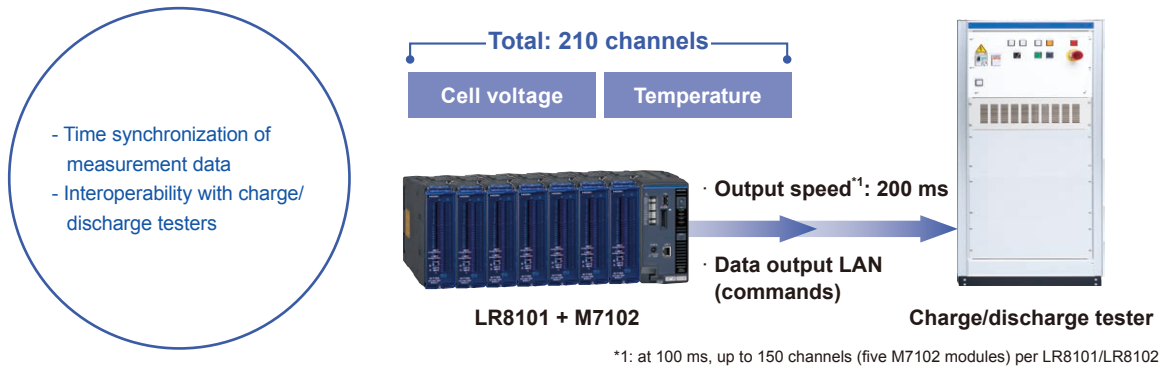 - Time synchronization of
measurement data
- Interoperability with charge/
discharge testers
Total: 210 channels
Cell voltage
Temperature
· Output speed*1: 200 ms
· Data output LAN
(commands)
LR8101 + M7102
Charge/discharge tester
*1: at 100 ms, up to 150 channels (five M7102 modules) per LR8101/LR8102